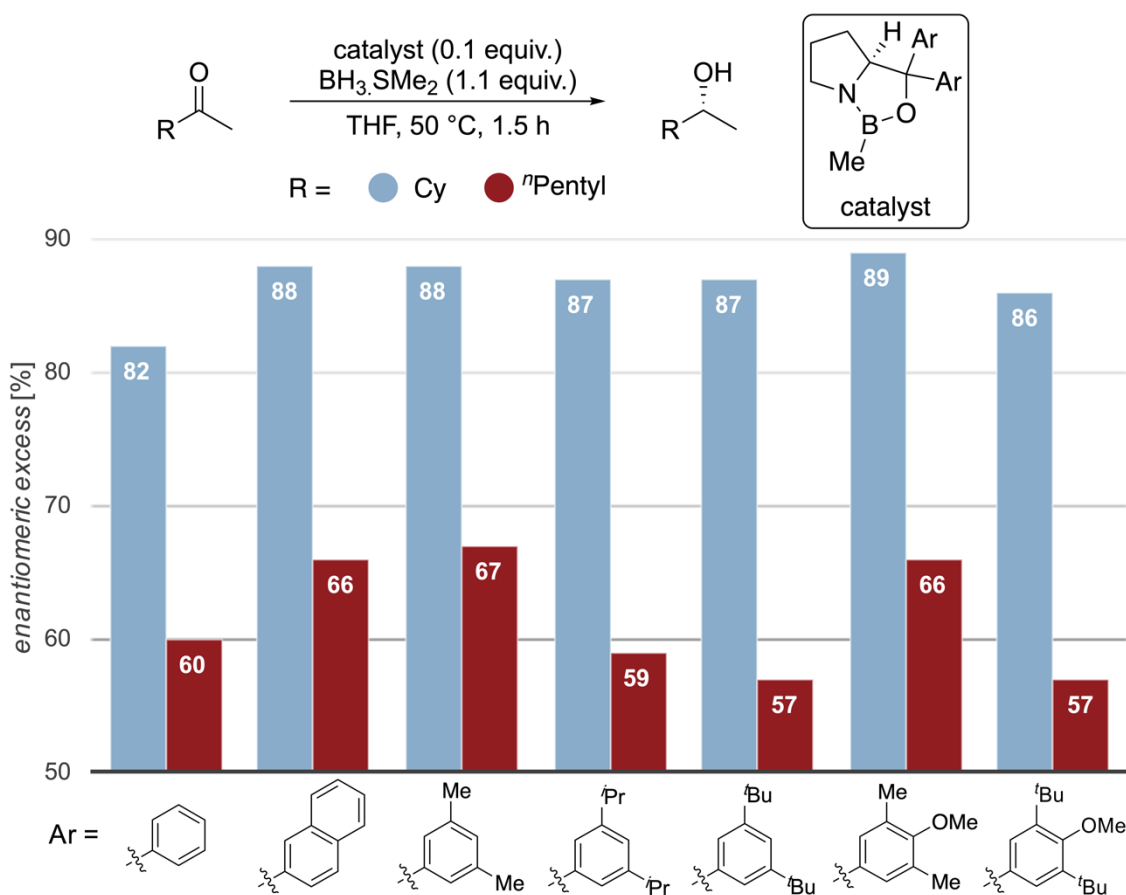 catalyst (0.1 equiv.)
BH3.SMe2 (1.1 equiv.)
THF, 50 °C, 1.5 h
O
R
OH
R
H
Ar
Ar
N
B
O
Me
catalyst
R = Cy nPentyl
enantiomeric excess [%]
90
80
70
60
50
82
60
88
66
88
67
87
59
87
57
89
66
86
57
Ar =
Me
Me
iPr
iPr
tBu
tBu
Me
OMe
Me
tBu
OMe
tBu